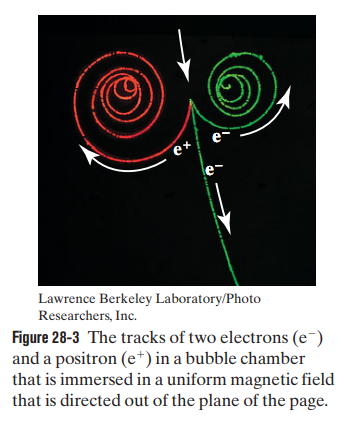 e⁺
e⁻
e⁻
Lawrence Berkeley Laboratory/Photo
Researchers, Inc.
Figure 28-3 The tracks of two electrons (e⁻)
and a positron (e⁺) in a bubble chamber
that is immersed in a uniform magnetic field
that is directed out of the plane of the page.